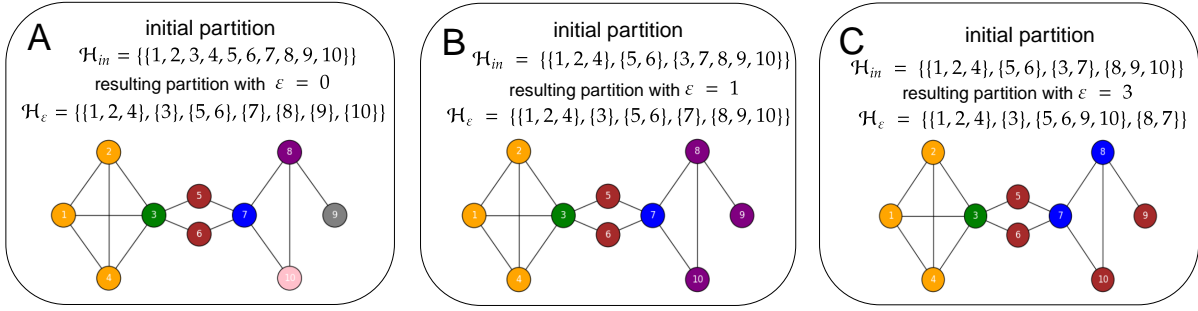 A
initial partition
ℋ_in = {{1, 2, 3, 4, 5, 6, 7, 8, 9, 10}}
resulting partition with ε = 0
ℋ_ε = {{1, 2, 4}, {3}, {5, 6}, {7}, {8}, {9}, {10}}
2
8
5
1
3
7
9
6
4
10
B
initial partition
ℋ_in = {{1, 2, 4}, {5, 6}, {3, 7, 8, 9, 10}}
resulting partition with ε = 1
ℋ_ε = {{1, 2, 4}, {3}, {5, 6}, {7}, {8, 9, 10}}
2
8
5
1
3
7
9
6
4
10
C
initial partition
ℋ_in = {{1, 2, 4}, {5, 6}, {3, 7}, {8, 9, 10}}
resulting partition with ε = 3
ℋ_ε = {{1, 2, 4}, {3}, {5, 6, 9, 10}, {8, 7}}
2
8
5
1
3
7
9
6
4
10